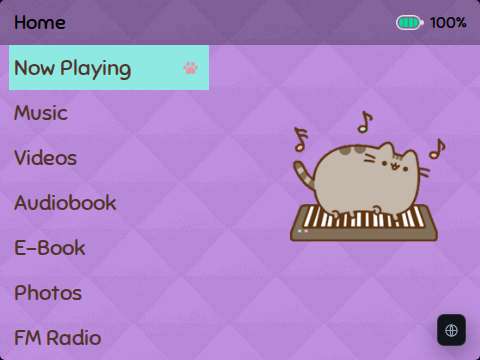 Home
100%
Now Playing
Music
Videos
Audiobook
E-Book
Photos
FM Radio